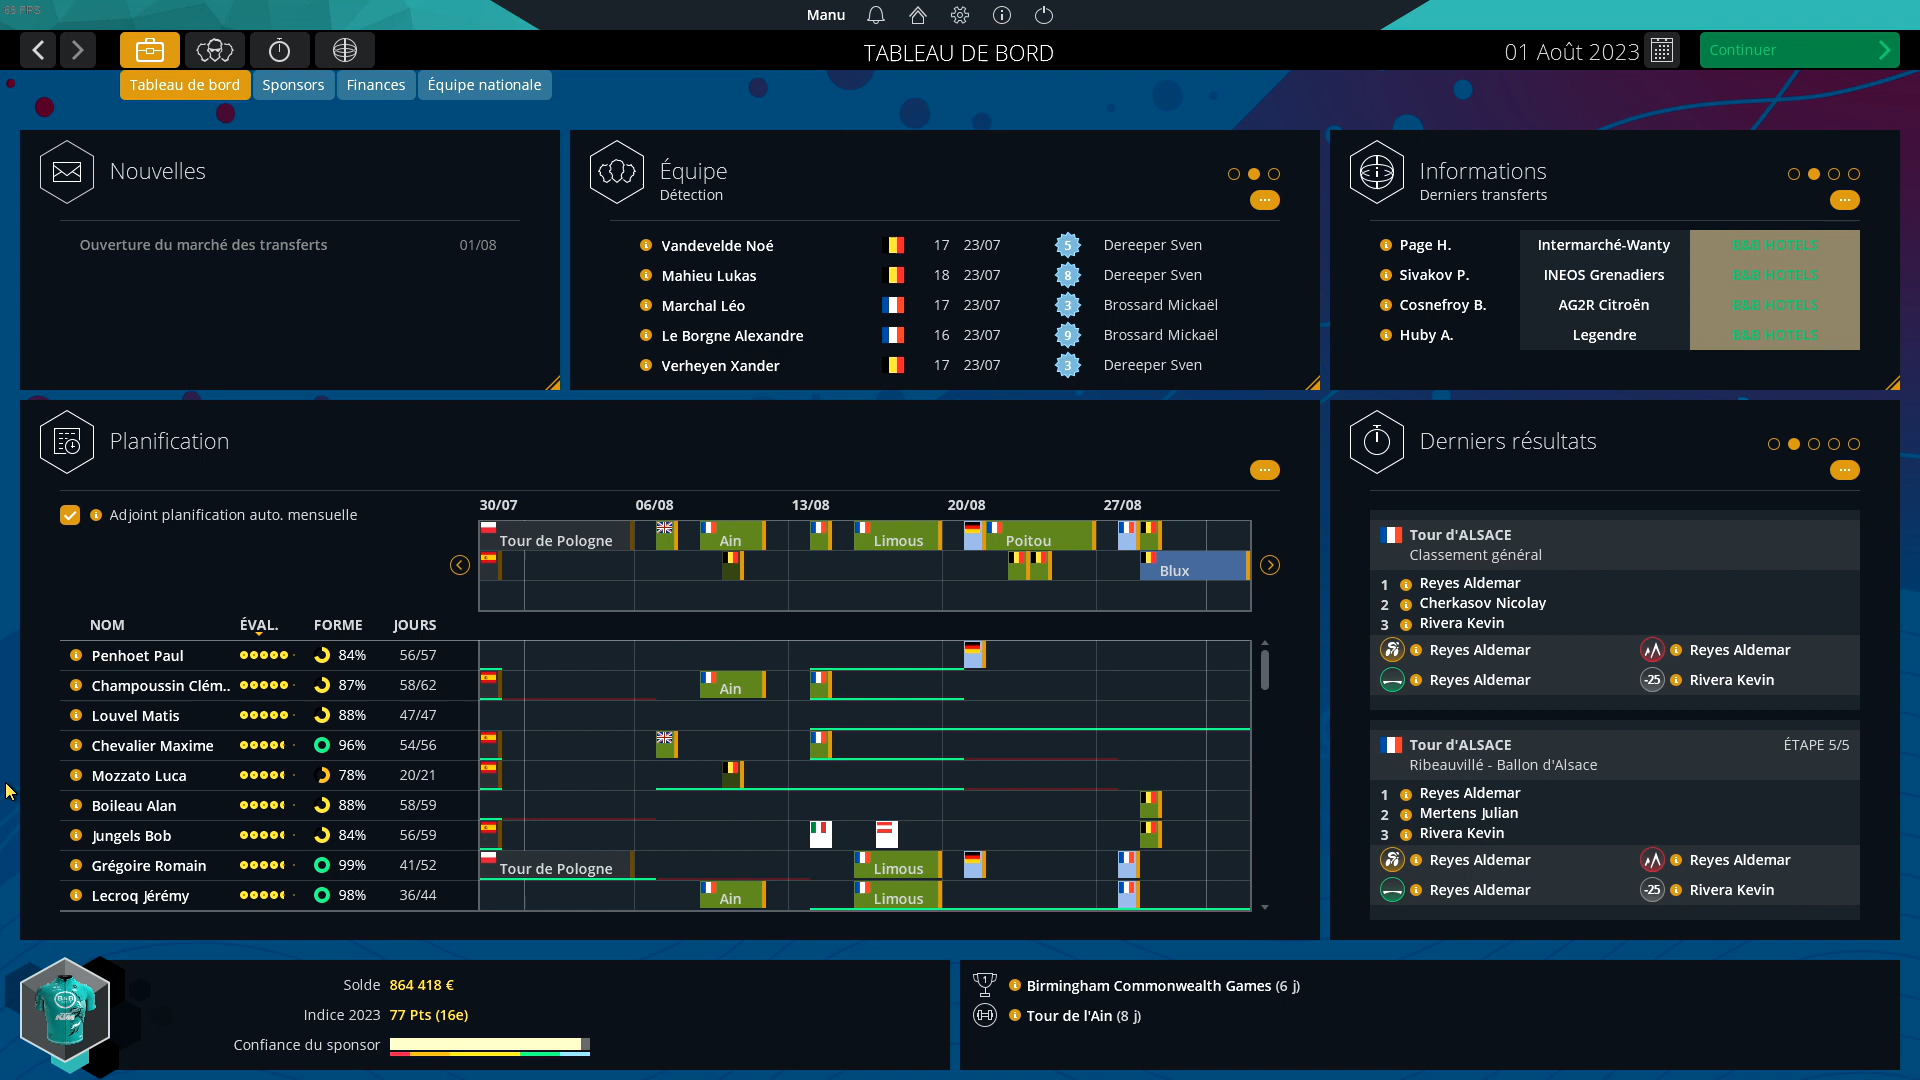 65 FPS
Manu
TABLEAU DE BORD
01 Août 2023
Continuer
Tableau de bord
Sponsors
Finances
Équipe nationale
Nouvelles
Ouverture du marché des transferts 01/08
Équipe
Détection
Vandevelde Noé 17 23/07 5 Dereeper Sven
Mahieu Lukas 18 23/07 8 Dereeper Sven
Marchal Léo 17 23/07 3 Brossard Mickaël
Le Borgne Alexandre 16 23/07 9 Brossard Mickaël
Verheyen Xander 17 23/07 3 Dereeper Sven
Informations
Derniers transferts
Page H. Intermarché-Wanty B&B HOTELS
Sivakov P. INEOS Grenadiers B&B HOTELS
Cosnefroy B. AG2R Citroën B&B HOTELS
Huby A. Legendre B&B HOTELS
Planification
Adjoint planification auto. mensuelle
30/07 06/08 13/08 20/08 27/08
Tour de Pologne Ain Limous Poitou
Blux
NOM ÉVAL. FORME JOURS
Penhoet Paul 84% 56/57
Champoussin Clém.. 87% 58/62 Ain
Louvel Matis 88% 47/47
Chevalier Maxime 96% 54/56
Mozzato Luca 78% 20/21
Boileau Alan 88% 58/59
Jungels Bob 84% 56/59
Grégoire Romain 99% 41/52 Tour de Pologne Limous
Lecroq Jérémy 98% 36/44 Ain Limous
Derniers résultats
Tour d'ALSACE
Classement général
1 Reyes Aldemar
2 Cherkasov Nicolay
3 Rivera Kevin
Reyes Aldemar Reyes Aldemar
Reyes Aldemar -25 Rivera Kevin
Tour d'ALSACE ÉTAPE 5/5
Ribeauvillé - Ballon d'Alsace
1 Reyes Aldemar
2 Mertens Julian
3 Rivera Kevin
Reyes Aldemar Reyes Aldemar
Reyes Aldemar -25 Rivera Kevin
Solde 864 418 €
Indice 2023 77 Pts (16e)
Confiance du sponsor
B&B
KTM
1 Birmingham Commonwealth Games (6 j)
Tour de l'Ain (8 j)